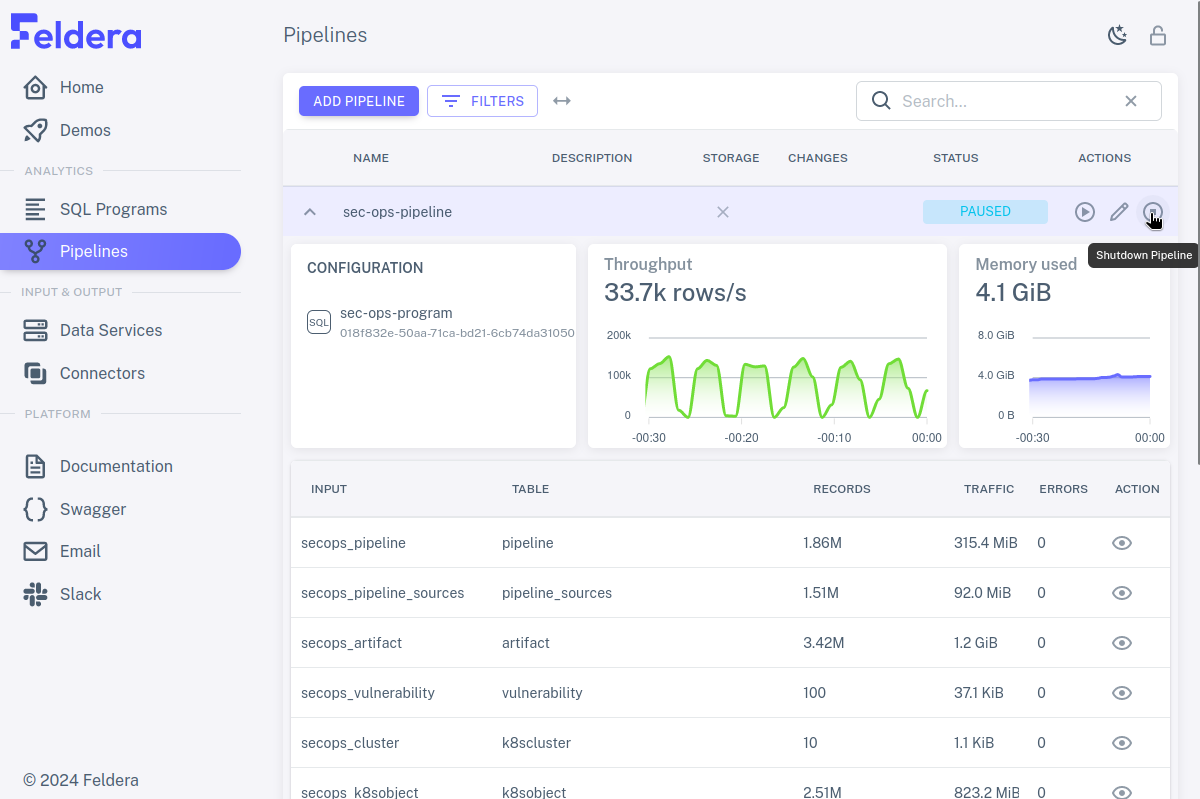 Feldera
Pipelines
Home
Demos
ANALYTICS
SQL Programs
Pipelines
INPUT & OUTPUT
Data Services
Connectors
PLATFORM
Documentation
Swagger
Email
Slack
© 2024 Feldera
ADD PIPELINE FILTERS Search...
NAME DESCRIPTION STORAGE CHANGES STATUS ACTIONS
sec-ops-pipeline PAUSED
Shutdown Pipeline
CONFIGURATION
SQL
sec-ops-program
018f832e-50aa-71ca-bd21-6cb74da31050
Throughput
33.7k rows/s
200k
100k
0
-00:30 -00:20 -00:10 00:00
Memory used
4.1 GiB
8.0 GiB
4.0 GiB
0 B
-00:30 00:00
INPUT TABLE RECORDS TRAFFIC ERRORS ACTION
secops_pipeline pipeline 1.86M 315.4 MiB 0
secops_pipeline_sources pipeline_sources 1.51M 92.0 MiB 0
secops_artifact artifact 3.42M 1.2 GiB 0
secops_vulnerability vulnerability 100 37.1 KiB 0
secops_cluster k8scluster 10 1.1 KiB 0
secops_k8sobject k8sobject 2.51M 823.2 MiB 0